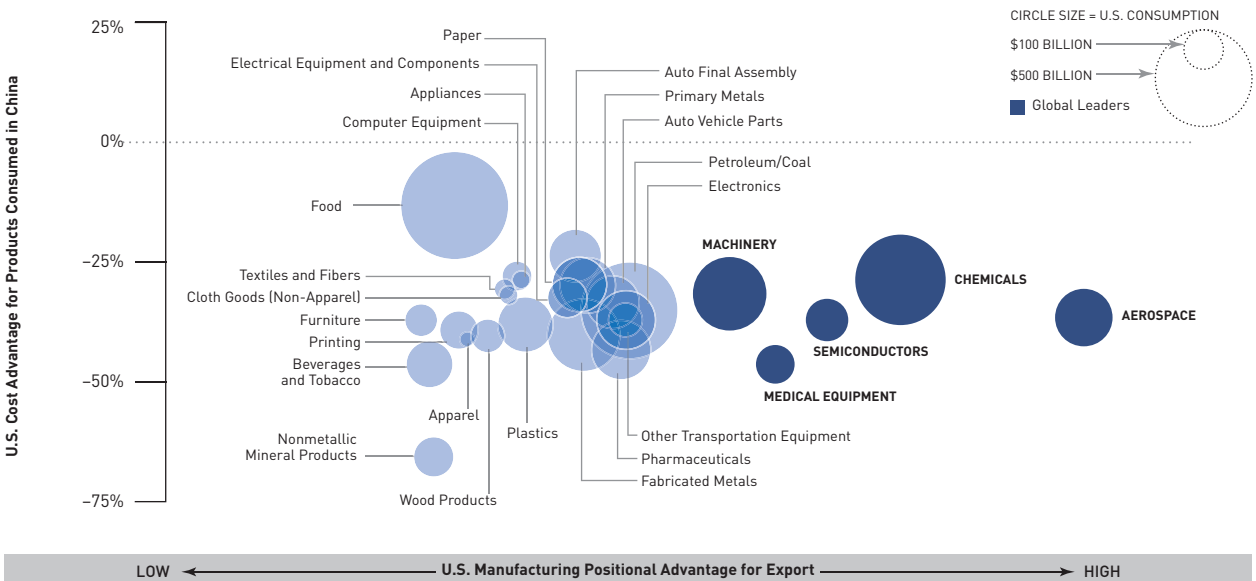 CIRCLE SIZE = U.S. CONSUMPTION
$100 BILLION
$500 BILLION
Global Leaders
U.S. Cost Advantage for Products Consumed in China
25%
0%
−25%
−50%
−75%
Paper
Electrical Equipment and Components
Appliances
Computer Equipment
Auto Final Assembly
Primary Metals
Auto Vehicle Parts
Petroleum/Coal
Electronics
Food
Textiles and Fibers
Cloth Goods (Non-Apparel)
Furniture
Printing
Beverages
and Tobacco
Apparel
Plastics
Nonmetallic
Mineral Products
Wood Products
MACHINERY
CHEMICALS
AEROSPACE
SEMICONDUCTORS
MEDICAL EQUIPMENT
Other Transportation Equipment
Pharmaceuticals
Fabricated Metals
LOW
U.S. Manufacturing Positional Advantage for Export
HIGH